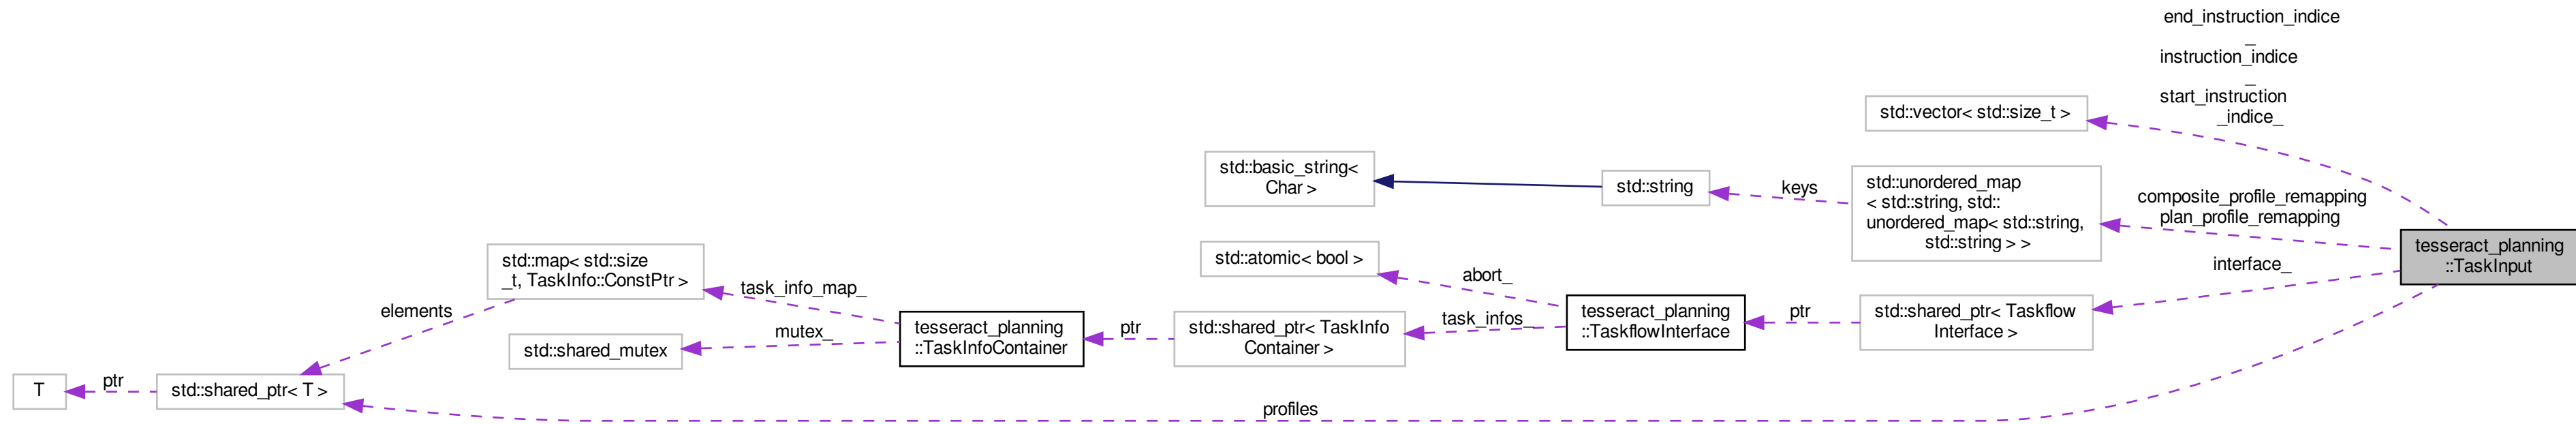 end_instruction_indice
_
instruction_indice
_
start_instruction
_indice_
std::vector< std::size_t >
std::basic_string<
Char >
std::string
keys
std::unordered_map
< std::string, std::
unordered_map< std::string,
std::string > >
composite_profile_remapping
plan_profile_remapping
tesseract_planning
::TaskInput
std::map< std::size
_t, TaskInfo::ConstPtr >
std::atomic< bool >
abort_
interface_
elements
task_info_map_
mutex_
std::shared_mutex
tesseract_planning
::TaskInfoContainer
ptr
std::shared_ptr< TaskInfo
Container >
task_infos_
tesseract_planning
::TaskflowInterface
ptr
std::shared_ptr< Taskflow
Interface >
T
ptr
std::shared_ptr< T >
profiles